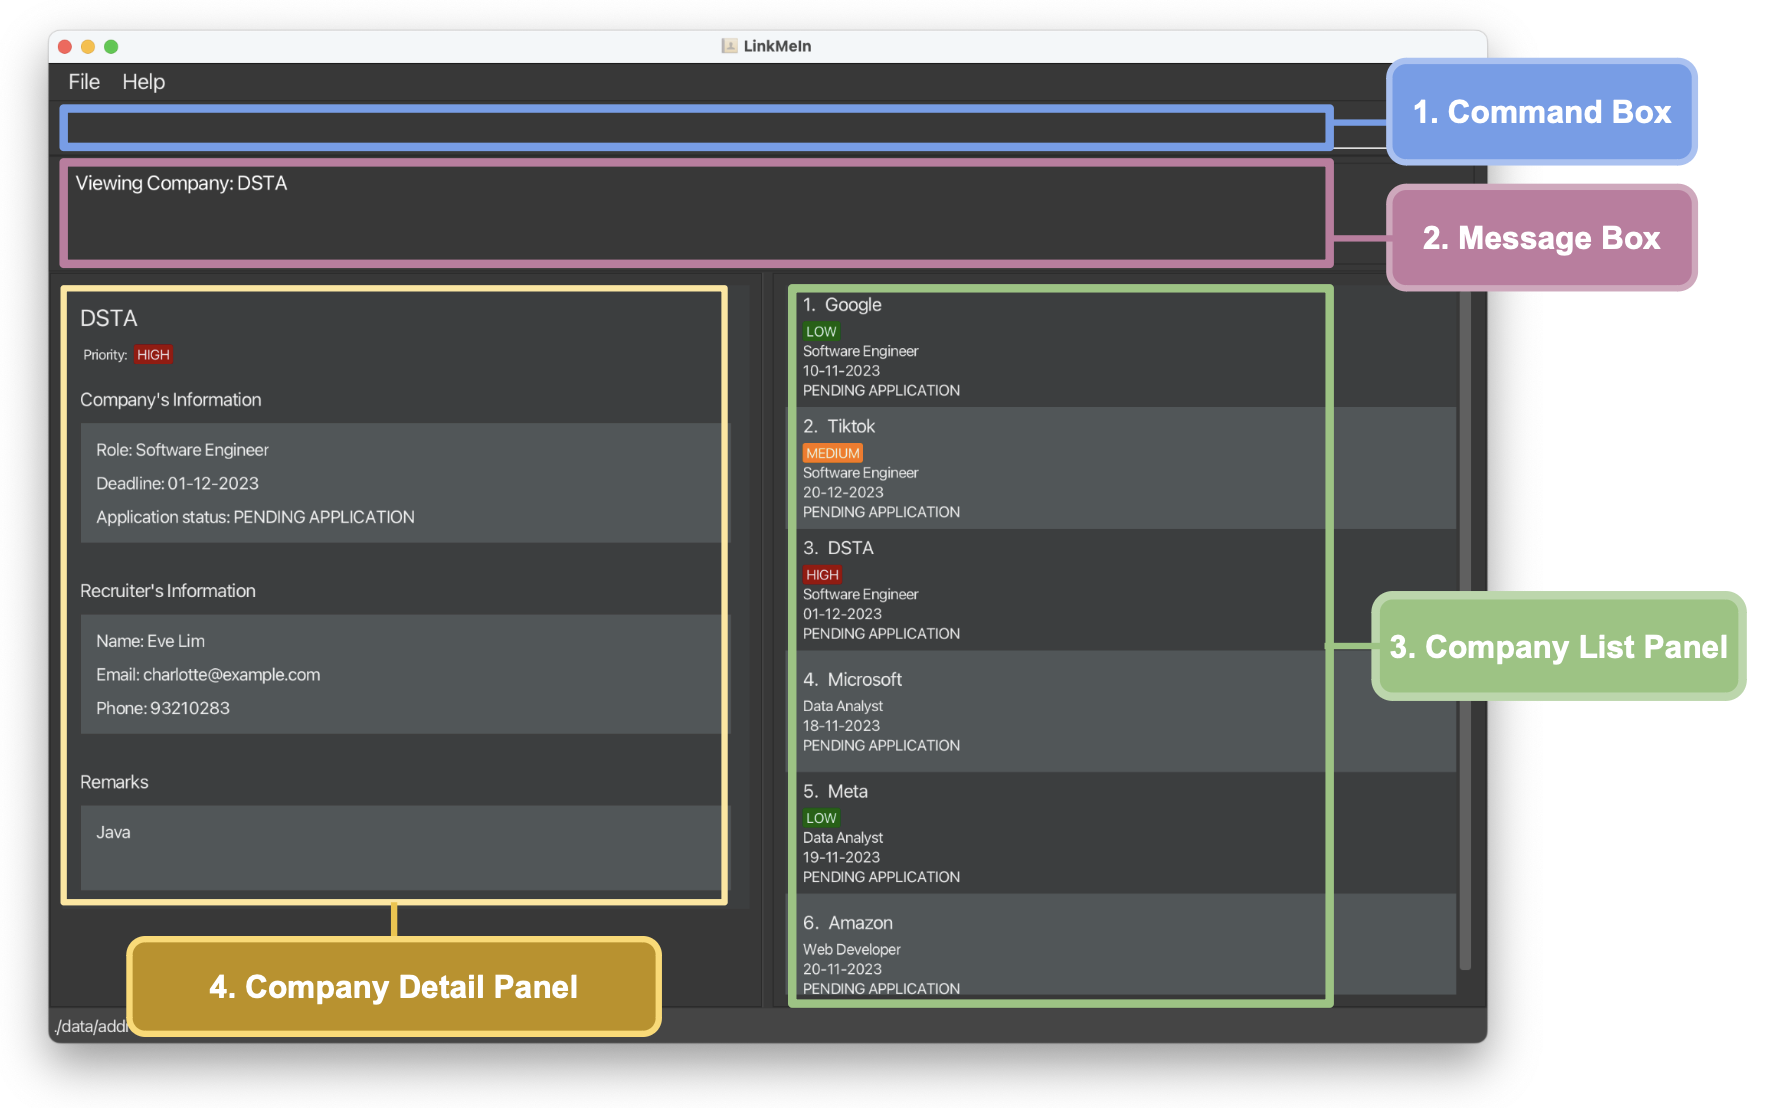 LinkMeIn
File Help
1. Command Box
Viewing Company: DSTA
2. Message Box
DSTA
Priority: HIGH
Company's Information
Role: Software Engineer
Deadline: 01-12-2023
Application status: PENDING APPLICATION
Recruiter's Information
Name: Eve Lim
Email: charlotte@example.com
Phone: 93210283
Remarks
Java
4. Company Detail Panel
1. Google
LOW
Software Engineer
10-11-2023
PENDING APPLICATION
2. Tiktok
MEDIUM
Software Engineer
20-12-2023
PENDING APPLICATION
3. DSTA
HIGH
Software Engineer
01-12-2023
PENDING APPLICATION
4. Microsoft
Data Analyst
18-11-2023
PENDING APPLICATION
5. Meta
LOW
Data Analyst
19-11-2023
PENDING APPLICATION
6. Amazon
Web Developer
20-11-2023
PENDING APPLICATION
3. Company List Panel